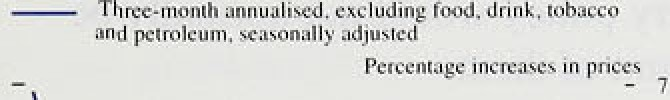 Three-month annualised, excluding food, drink, tobacco
and petroleum, seasonally adjusted
Percentage increases in prices
7